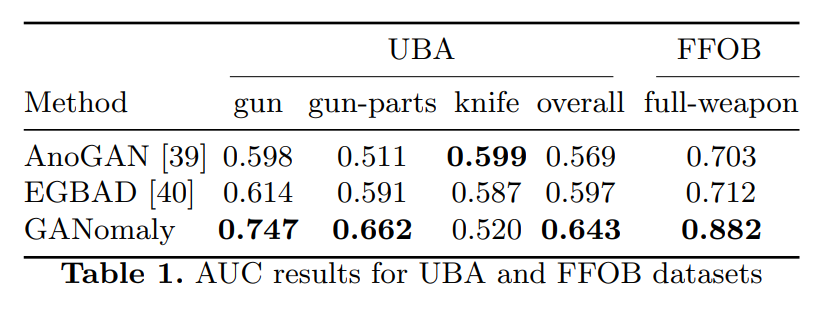 UBA FFOB
Method gun gun-parts knife overall full-weapon
AnoGAN [39] 0.598 0.511 0.599 0.569 0.703
EGBAD [40] 0.614 0.591 0.587 0.597 0.712
GANomaly 0.747 0.662 0.520 0.643 0.882
Table 1. AUC results for UBA and FFOB datasets